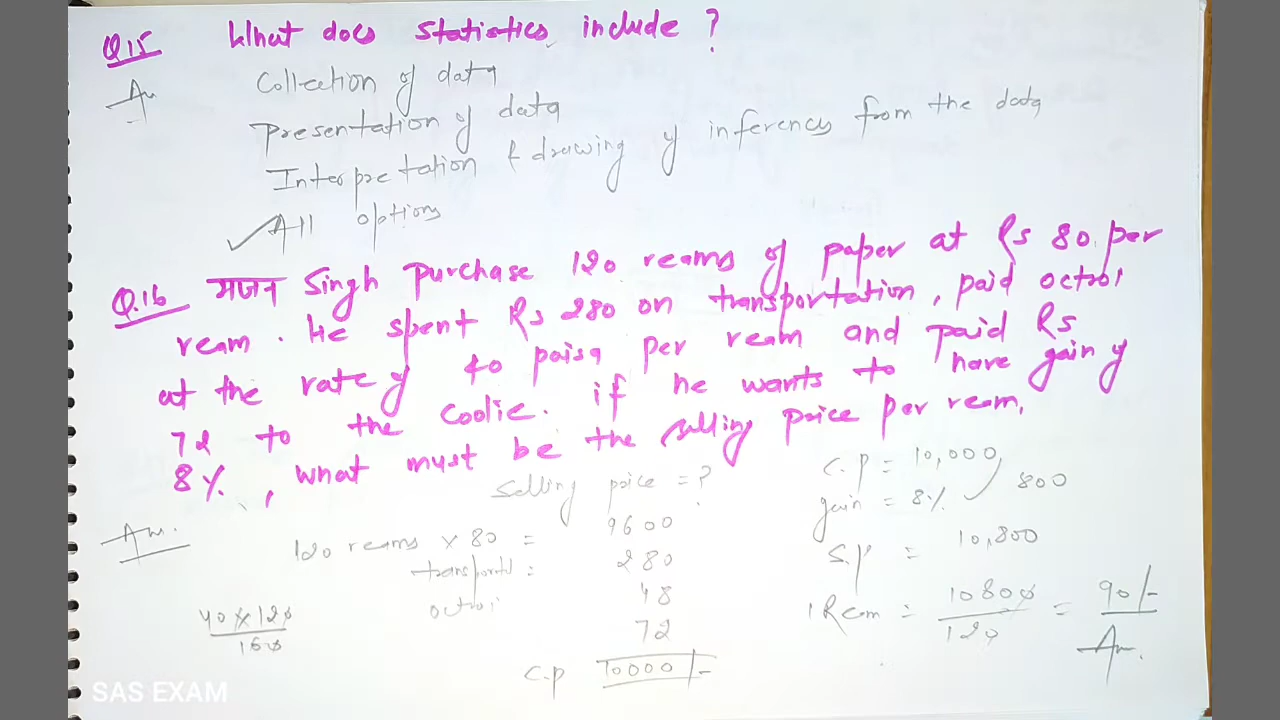 Q15 What does Statistics include ?
An Collection of data
Presentation of data
Interpretation & drawing of inferences from the data
All options
Q.16 भजन Singh Purchase 120 reams of paper at Rs 80 per
ream. He spent Rs 280 on transportation, paid octroi
at the rate of 40 paisa per ream and paid Rs
72 to the coolie. if he wants to have gain of
8%, what must be the selling price per ream.
Selling price = ?
Ans.
120 reams × 80 = 9600
transportd = 280
octroi 48
72
C.P 10000/-
40 × 120
100
C.P = 10,000
gain = 8% 800
S.P = 10,800
1 Ream = 10800 = 90/-
120
An.
SAS EXAM